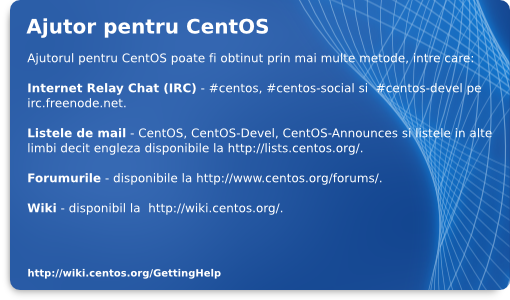 Ajutor pentru CentOS
Ajutorul pentru CentOS poate fi obtinut prin mai multe metode, intre care:
Internet Relay Chat (IRC) - #centos, #centos-social si  #centos-devel pe
irc.freenode.net.
Listele de mail - CentOS, CentOS-Devel, CentOS-Announces si listele in alte
limbi decit engleza disponibile la http://lists.centos.org/.
Forumurile - disponibile la http://www.centos.org/forums/.
Wiki - disponibil la  http://wiki.centos.org/.
http://wiki.centos.org/GettingHelp